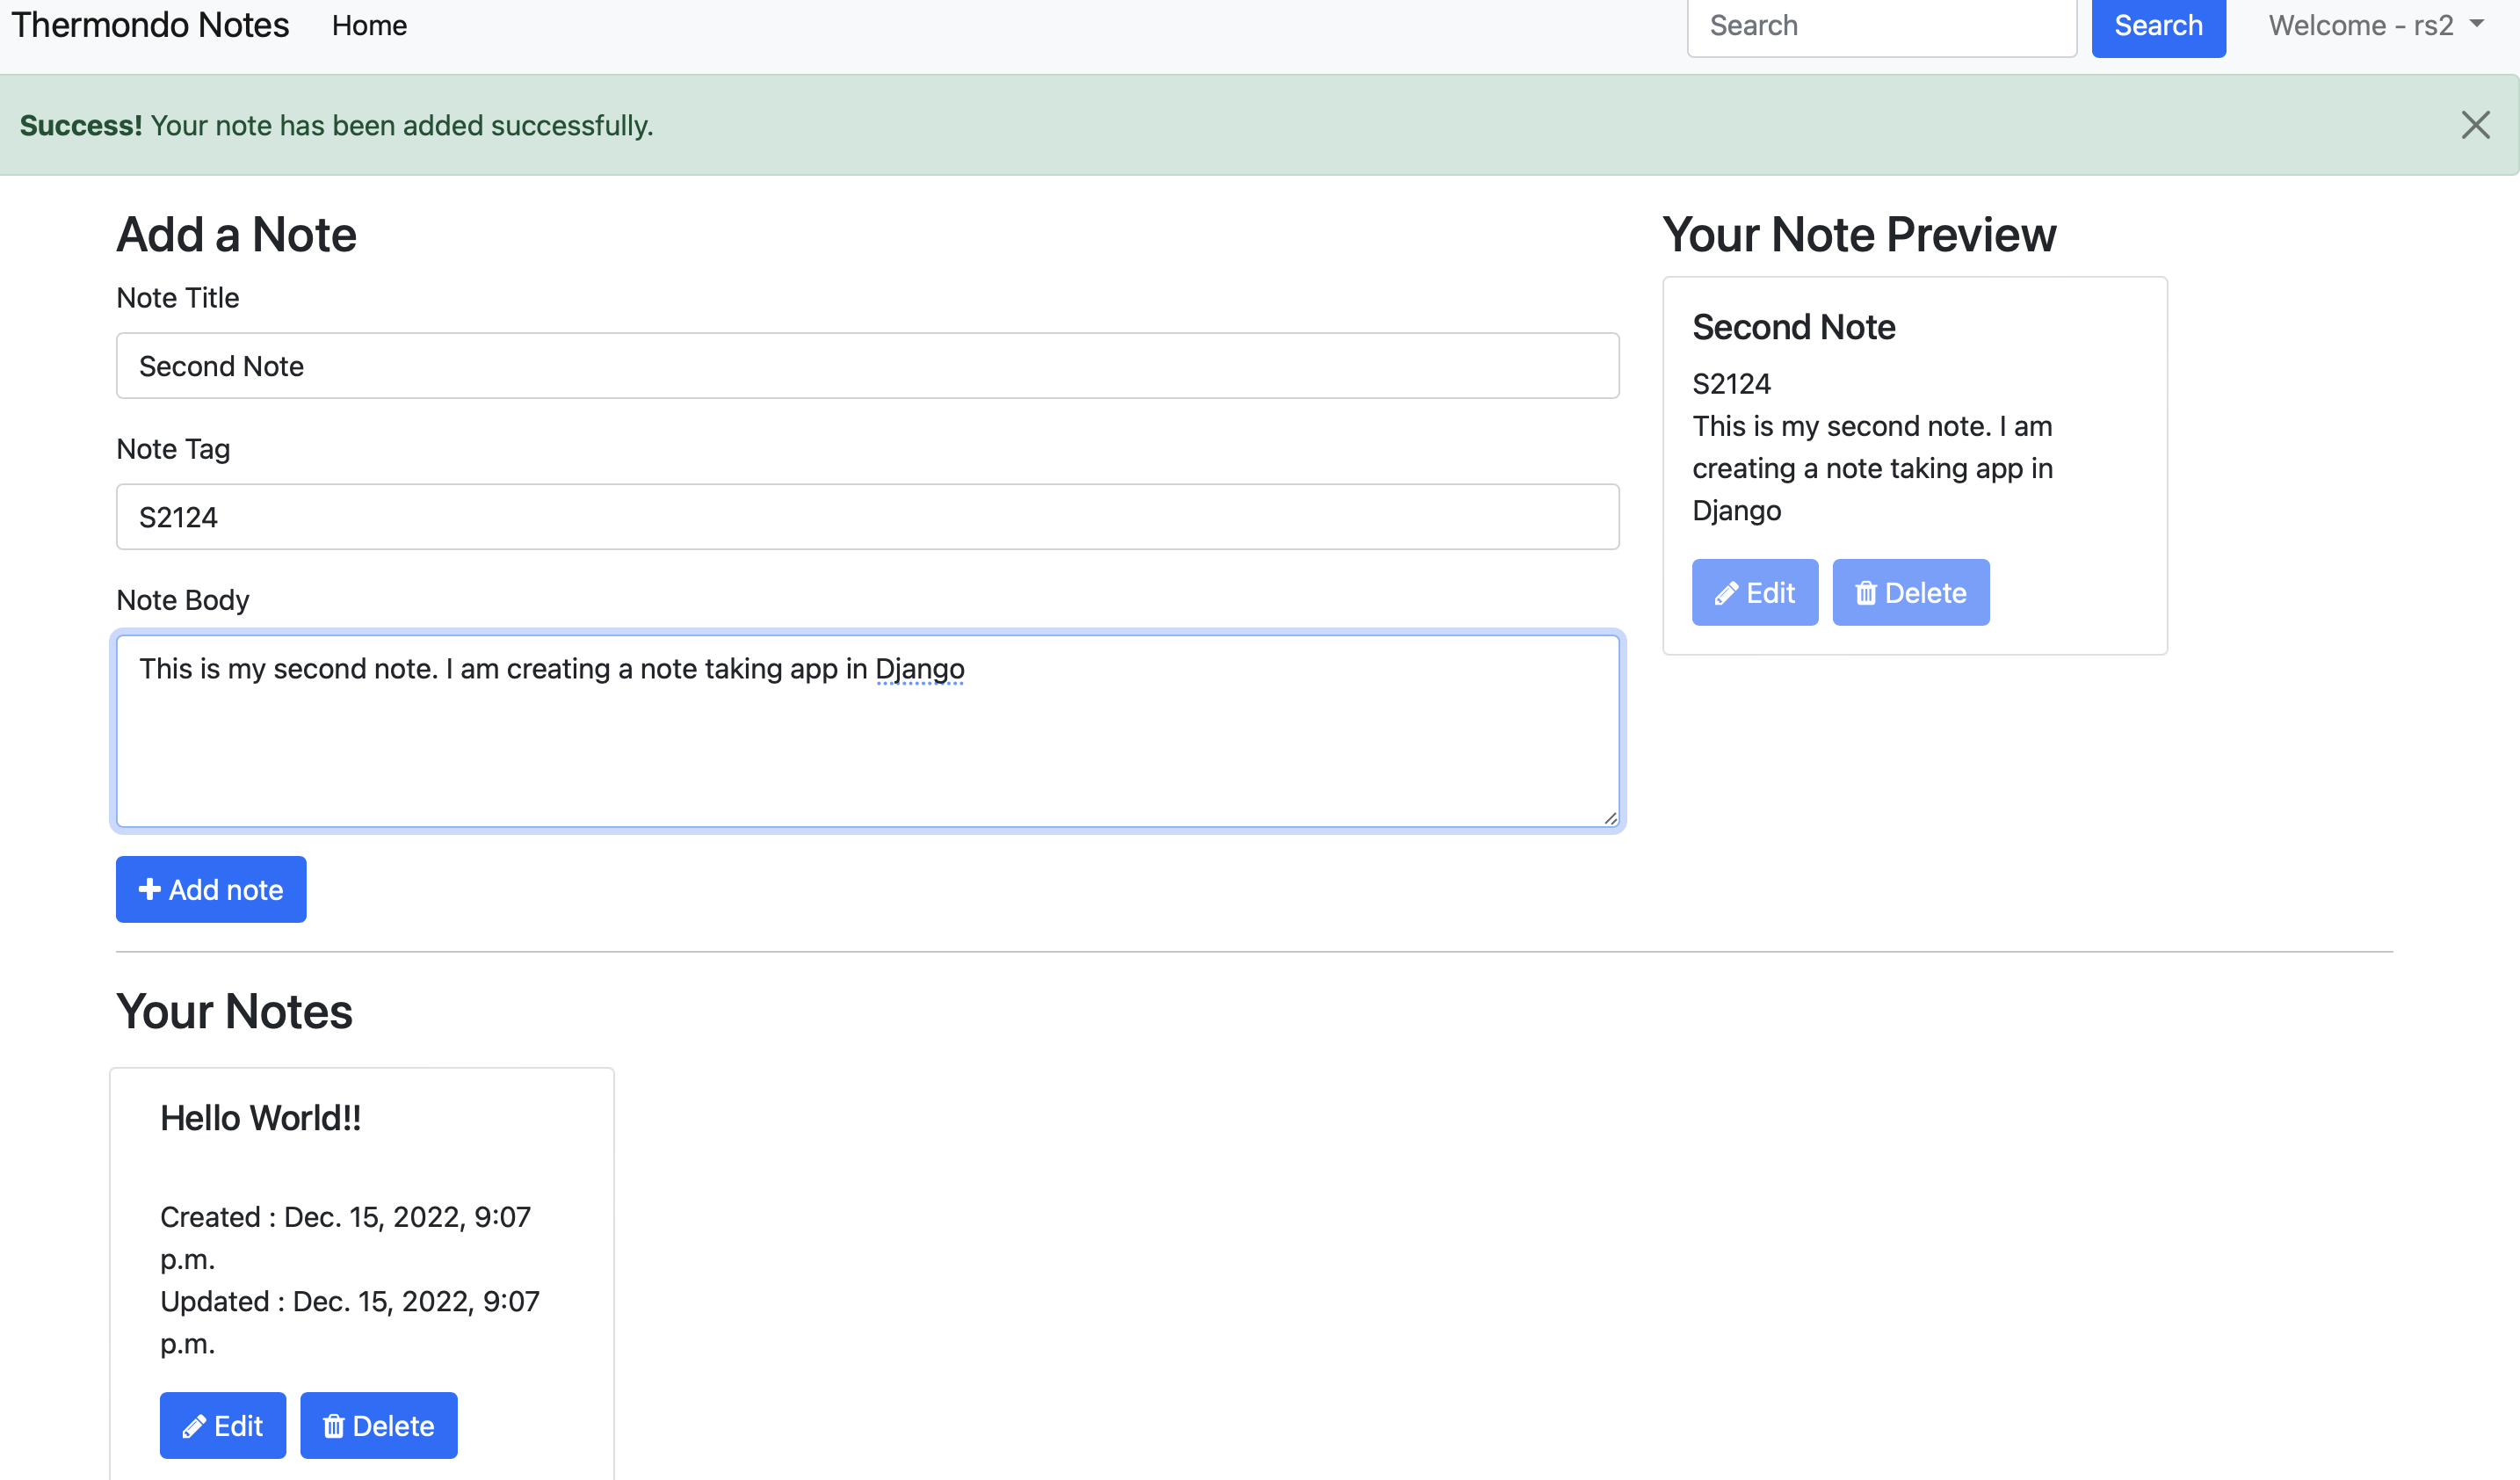 Thermondo Notes Home Search Search Welcome - rs2
Success! Your note has been added successfully.
Add a Note
Note Title
Second Note
Note Tag
S2124
Note Body
This is my second note. I am creating a note taking app in Django
Add note
Your Note Preview
Second Note
S2124
This is my second note. I am
creating a note taking app in
Django
Edit Delete
Your Notes
Hello World!!
Created : Dec. 15, 2022, 9:07
p.m.
Updated : Dec. 15, 2022, 9:07
p.m.
Edit Delete